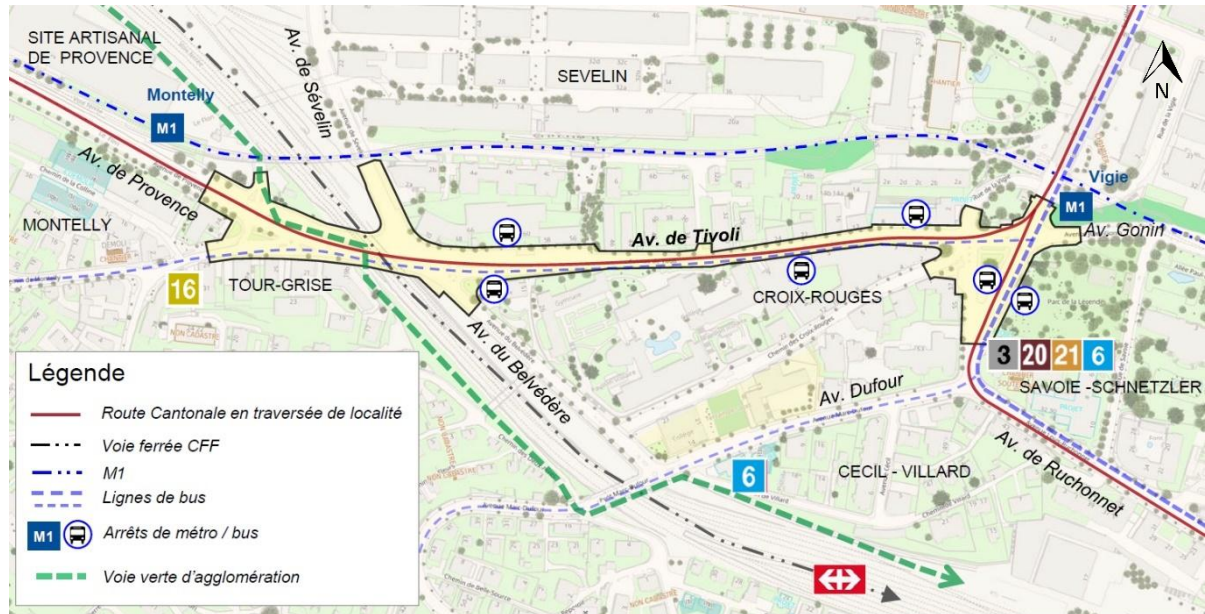 SITE ARTISANAL
DE PROVENCE
Av. de Sévelin
SEVELIN
N
Montelly
M1
Av. de Provence
Vigie
M1
MONTELLY
Av. Gonin
Av. de Tivoli
16
TOUR-GRISE
CROIX-ROUGES
Av. du Belvédère
3 20 21 6
SAVOIE -SCHNETZLER
Av. Dufour
6
CECIL - VILLARD
Av. de Ruchonnet
Légende
Route Cantonale en traversée de localité
Voie ferrée CFF
M1
Lignes de bus
M1 Arrêts de métro / bus
Voie verte d'agglomération